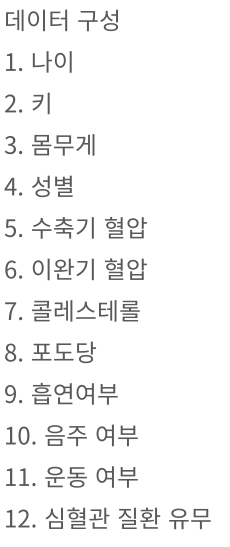 데이터 구성
1. 나이
2. 키
3. 몸무게
4. 성별
5. 수축기 혈압
6. 이완기 혈압
7. 콜레스테롤
8. 포도당
9. 흡연여부
10. 음주 여부
11. 운동 여부
12. 심혈관 질환 유무